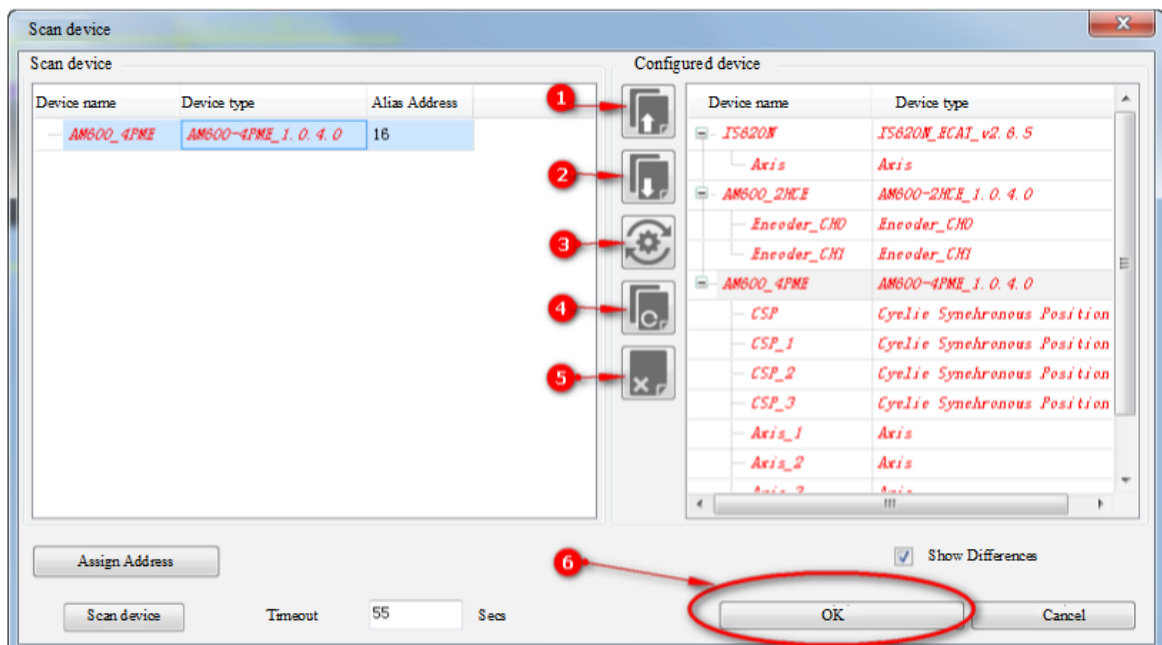 Scan device
Scan device
Configured device
Device name Device type Alias Address
AM600_4PME AM600-4PME_1.0.4.0 16
1
2
3
4
5
Device name Device type
IS620N IS620N_ECAT_v2.6.5
Axis Axis
AM600_2HCE AM600-2HCE_1.0.4.0
Encoder_CH0 Encoder_CH0
Encoder_CH1 Encoder_CH1
AM600_4PME AM600-4PME_1.0.4.0
CSP Cyclic Synchronous Position
CSP_1 Cyclic Synchronous Position
CSP_2 Cyclic Synchronous Position
CSP_3 Cyclic Synchronous Position
Axis_1 Axis
Axis_2 Axis
Assign Address
6
Show Differences
Scan device Timeout 55 Secs OK Cancel